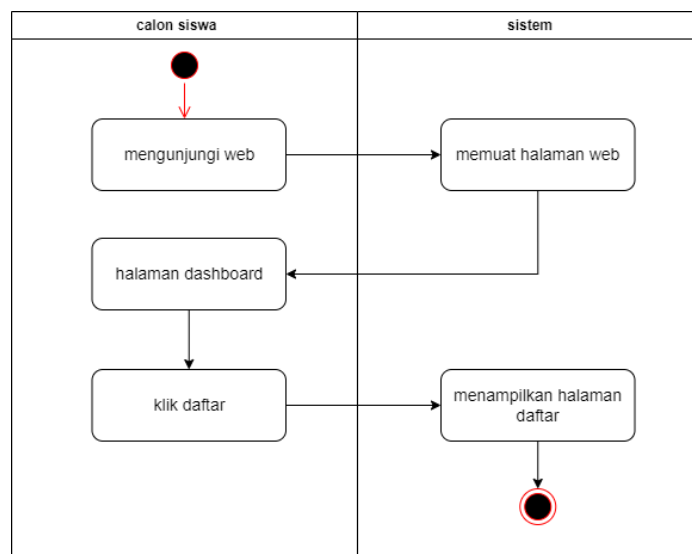 calon siswa
sistem
mengunjungi web
memuat halaman web
halaman dashboard
klik daftar
menampilkan halaman
daftar